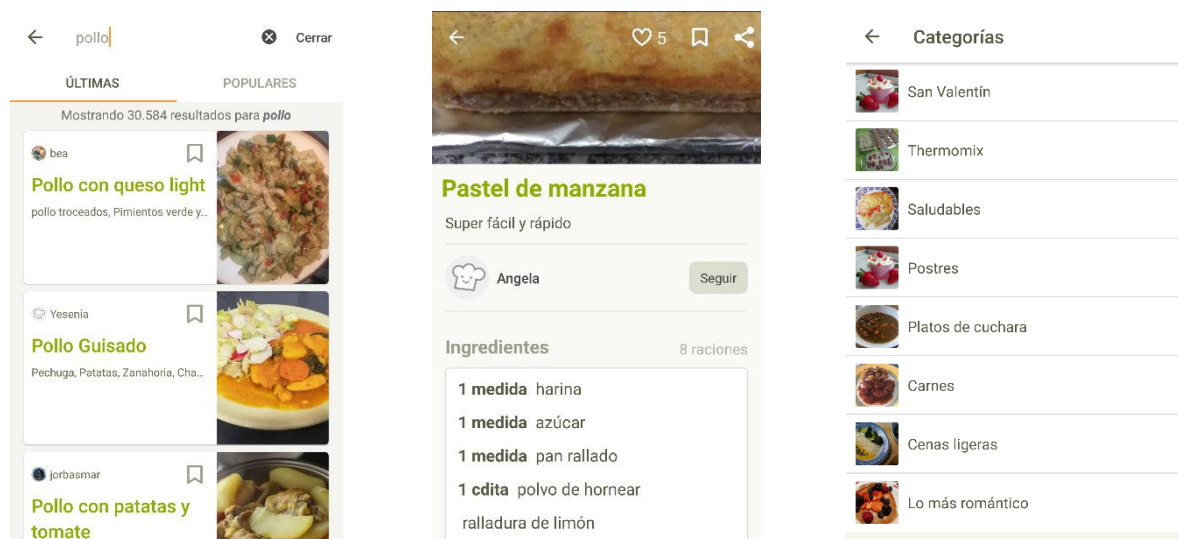 pollo
Cerrar
ÚLTIMAS
POPULARES
Mostrando 30.584 resultados para pollo
bea
Pollo con queso light
pollo troceados, Pimientos verde y...
Yesenia
Pollo Guisado
Pechuga, Patatas, Zanahoria, Cha...
jorbasmar
Pollo con patatas y
tomate
5
Pastel de manzana
Super fácil y rápido
Angela
Seguir
Ingredientes
8 raciones
1 medida harina
1 medida azúcar
1 medida pan rallado
1 cdita polvo de hornear
ralladura de limón
Categorías
San Valentín
Thermomix
Saludables
Postres
Platos de cuchara
Carnes
Cenas ligeras
Lo más romántico